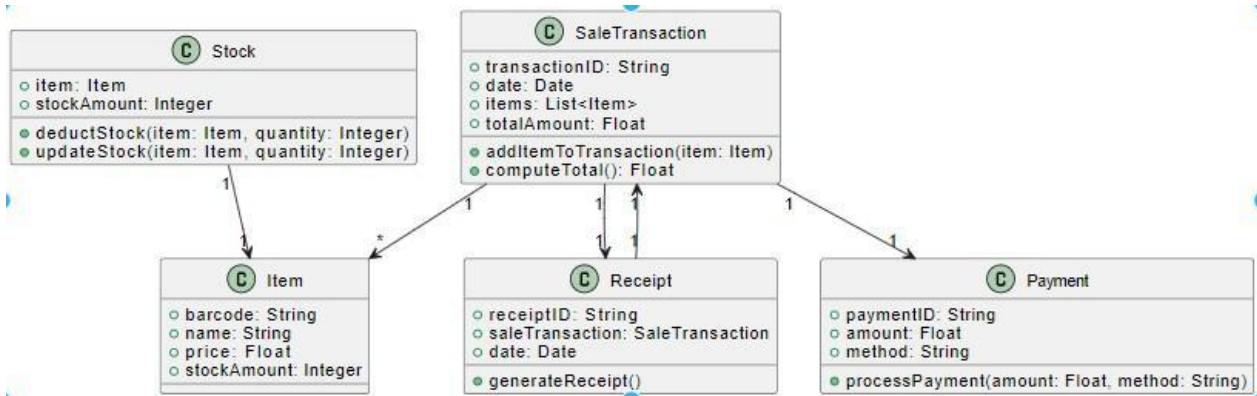 C Stock
item: Item
stockAmount: Integer
deductStock(item: Item, quantity: Integer)
updateStock(item: Item, quantity: Integer)
C SaleTransaction
transactionID: String
date: Date
items: List<Item>
totalAmount: Float
addItemToTransaction(item: Item)
computeTotal(): Float
1
1
1
*
1
1
1
1
1
1
C Item
barcode: String
name: String
price: Float
stockAmount: Integer
C Receipt
receiptID: String
saleTransaction: SaleTransaction
date: Date
generateReceipt()
C Payment
paymentID: String
amount: Float
method: String
processPayment(amount: Float, method: String)